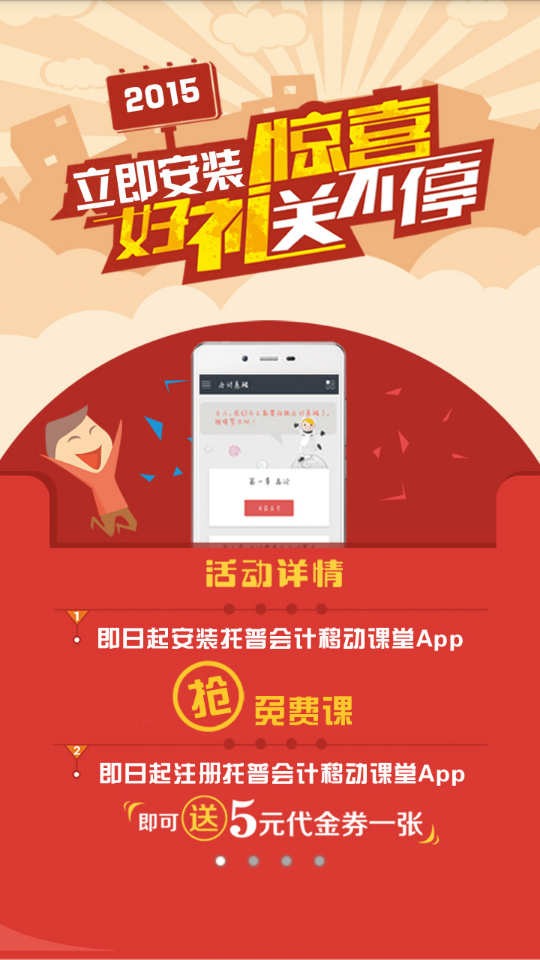 2015
立即安装 惊喜
好礼关不停
会计基础
第一章 总论
活动详情
1
即日起安装托普会计移动课堂App
抢 免费课
2
即日起注册托普会计移动课堂App
即可送5元代金券一张